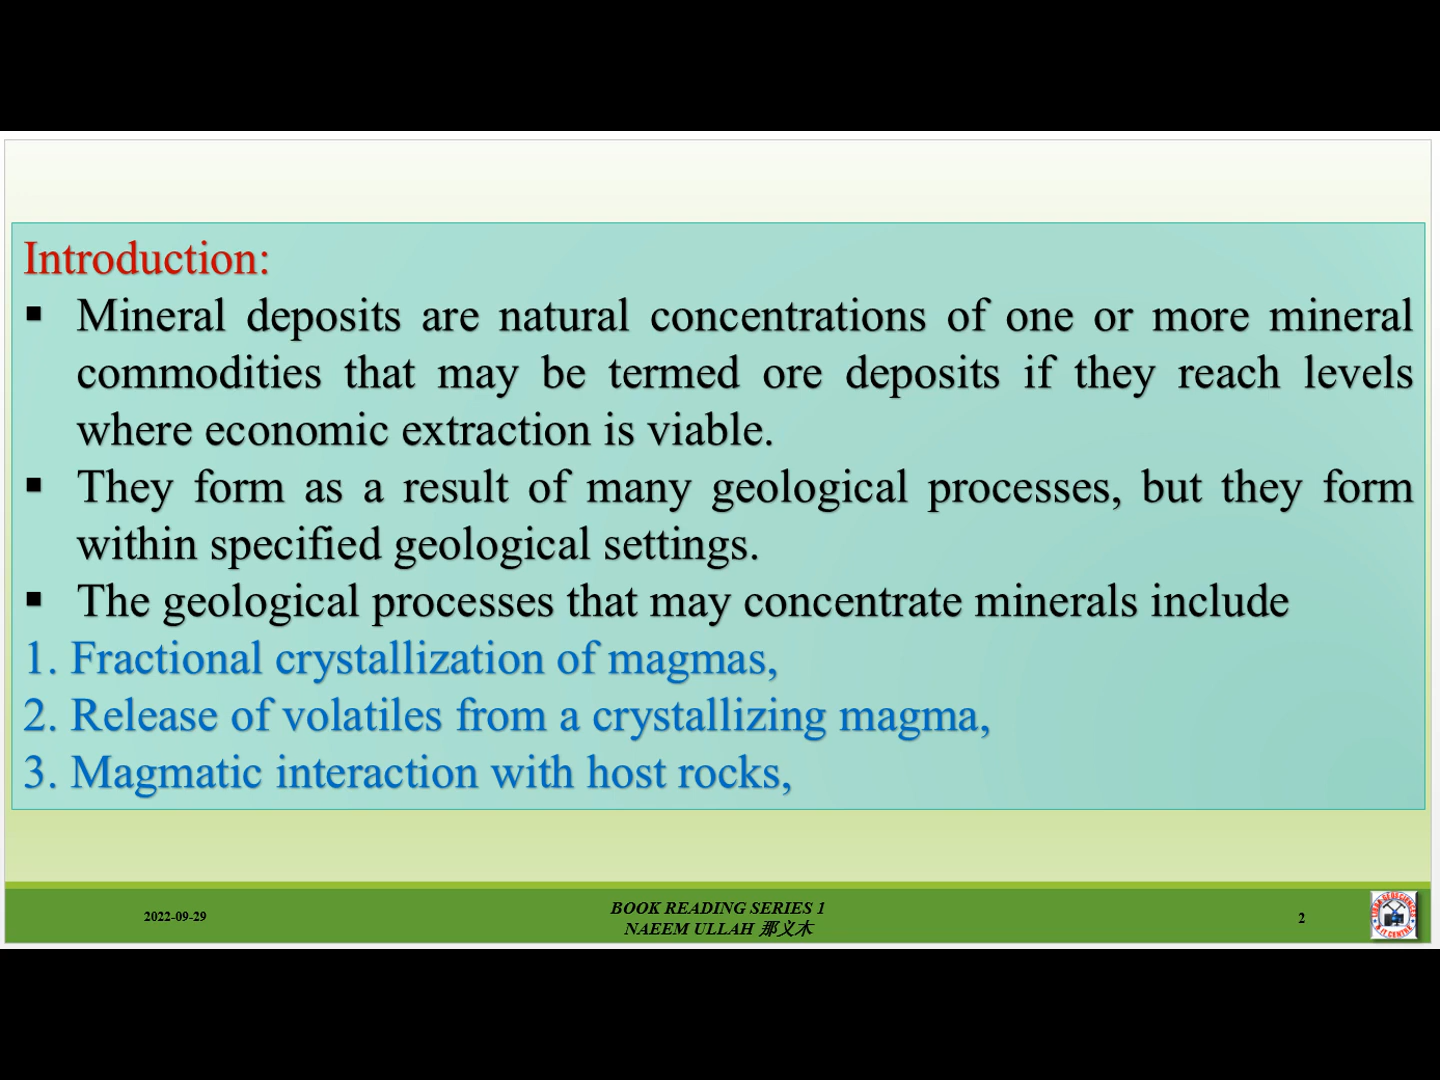 Introduction:
▪ Mineral deposits are natural concentrations of one or more mineral
commodities that may be termed ore deposits if they reach levels
where economic extraction is viable.
▪ They form as a result of many geological processes, but they form
within specified geological settings.
▪ The geological processes that may concentrate minerals include
1. Fractional crystallization of magmas,
2. Release of volatiles from a crystallizing magma,
3. Magmatic interaction with host rocks,
2022-09-29
BOOK READING SERIES 1
NAEEM ULLAH 那义木
2